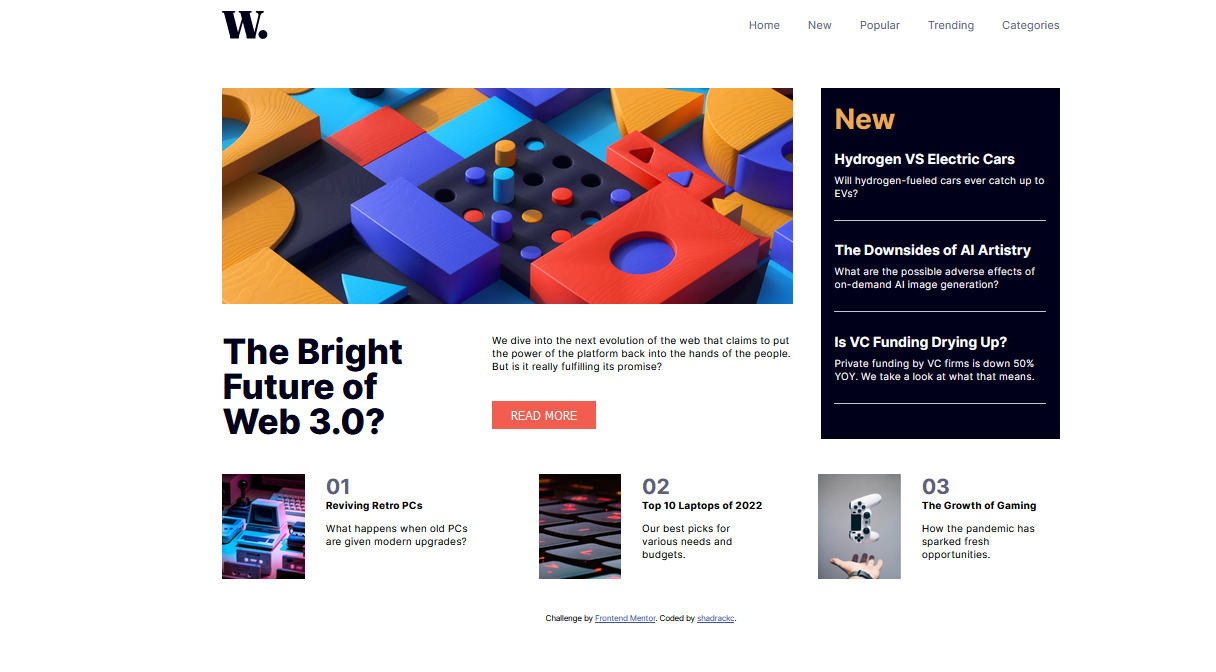 W.
Home New Popular Trending Categories
New
Hydrogen VS Electric Cars
Will hydrogen-fueled cars ever catch up to
EVs?
The Downsides of AI Artistry
What are the possible adverse effects of
on-demand AI image generation?
Is VC Funding Drying Up?
Private funding by VC firms is down 50%
YOY. We take a look at what that means.
The Bright
Future of
Web 3.0?
We dive into the next evolution of the web that claims to put
the power of the platform back into the hands of the people.
But is it really fulfilling its promise?
READ MORE
01
Reviving Retro PCs
What happens when old PCs
are given modern upgrades?
02
Top 10 Laptops of 2022
Our best picks for
various needs and
budgets.
03
The Growth of Gaming
How the pandemic has
sparked fresh
opportunities.
Challenge by Frontend Mentor. Coded by shadrackc.